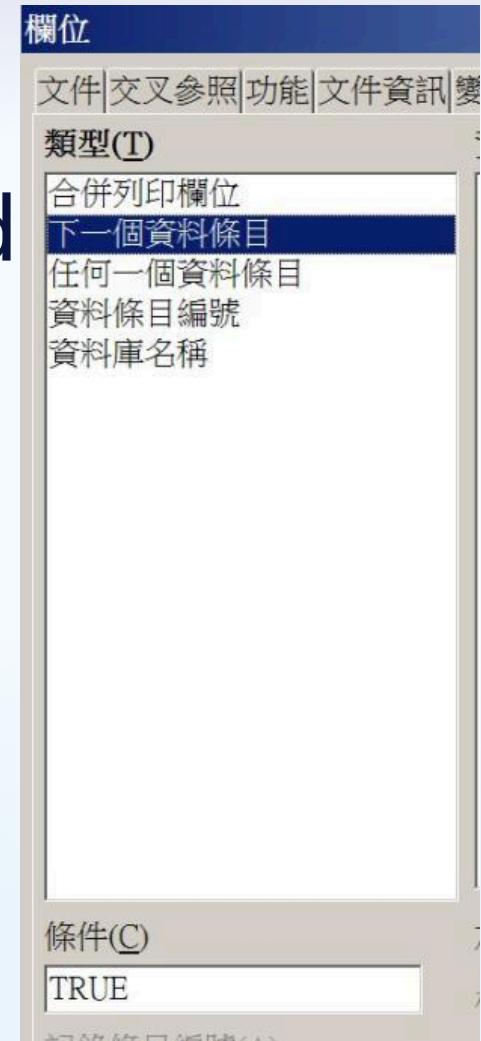 欄位
文件 交叉參照 功能 文件資訊 變
類型(T)
合併列印欄位
下一個資料條目
任何一個資料條目
資料條目編號
資料庫名稱
條件(C)
TRUE
d